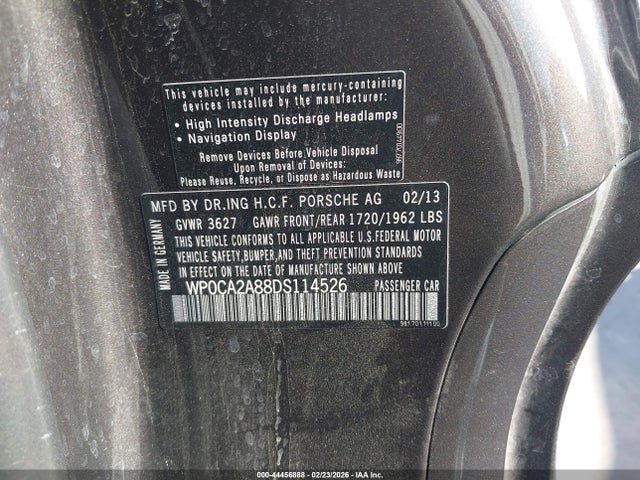 This vehicle may include mercury-containing
devices installed by the manufacturer:
• High Intensity Discharge Headlamps
• Navigation Display
Remove Devices Before Vehicle Disposal
Upon Removal of Devices:
Please Reuse, Recycle, or Dispose as Hazardous Waste
MADE IN GERMANY
MFD BY DR.ING H.C.F. PORSCHE AG 02/13
GVWR 3627 GAWR FRONT/REAR 1720/1962 LBS
THIS VEHICLE CONFORMS TO ALL APPLICABLE U.S.FEDERAL MOTOR
VEHICLE SAFETY,BUMPER,AND THEFT PREVENTION STANDARDS
IN EFFECT ON THE DATE OF MANUFACTURE SHOWN ABOVE.
WP0CA2A88DS114526 PASSENGER CAR
98170111100
000-44456888 - 02/23/2026 - IAA Inc.